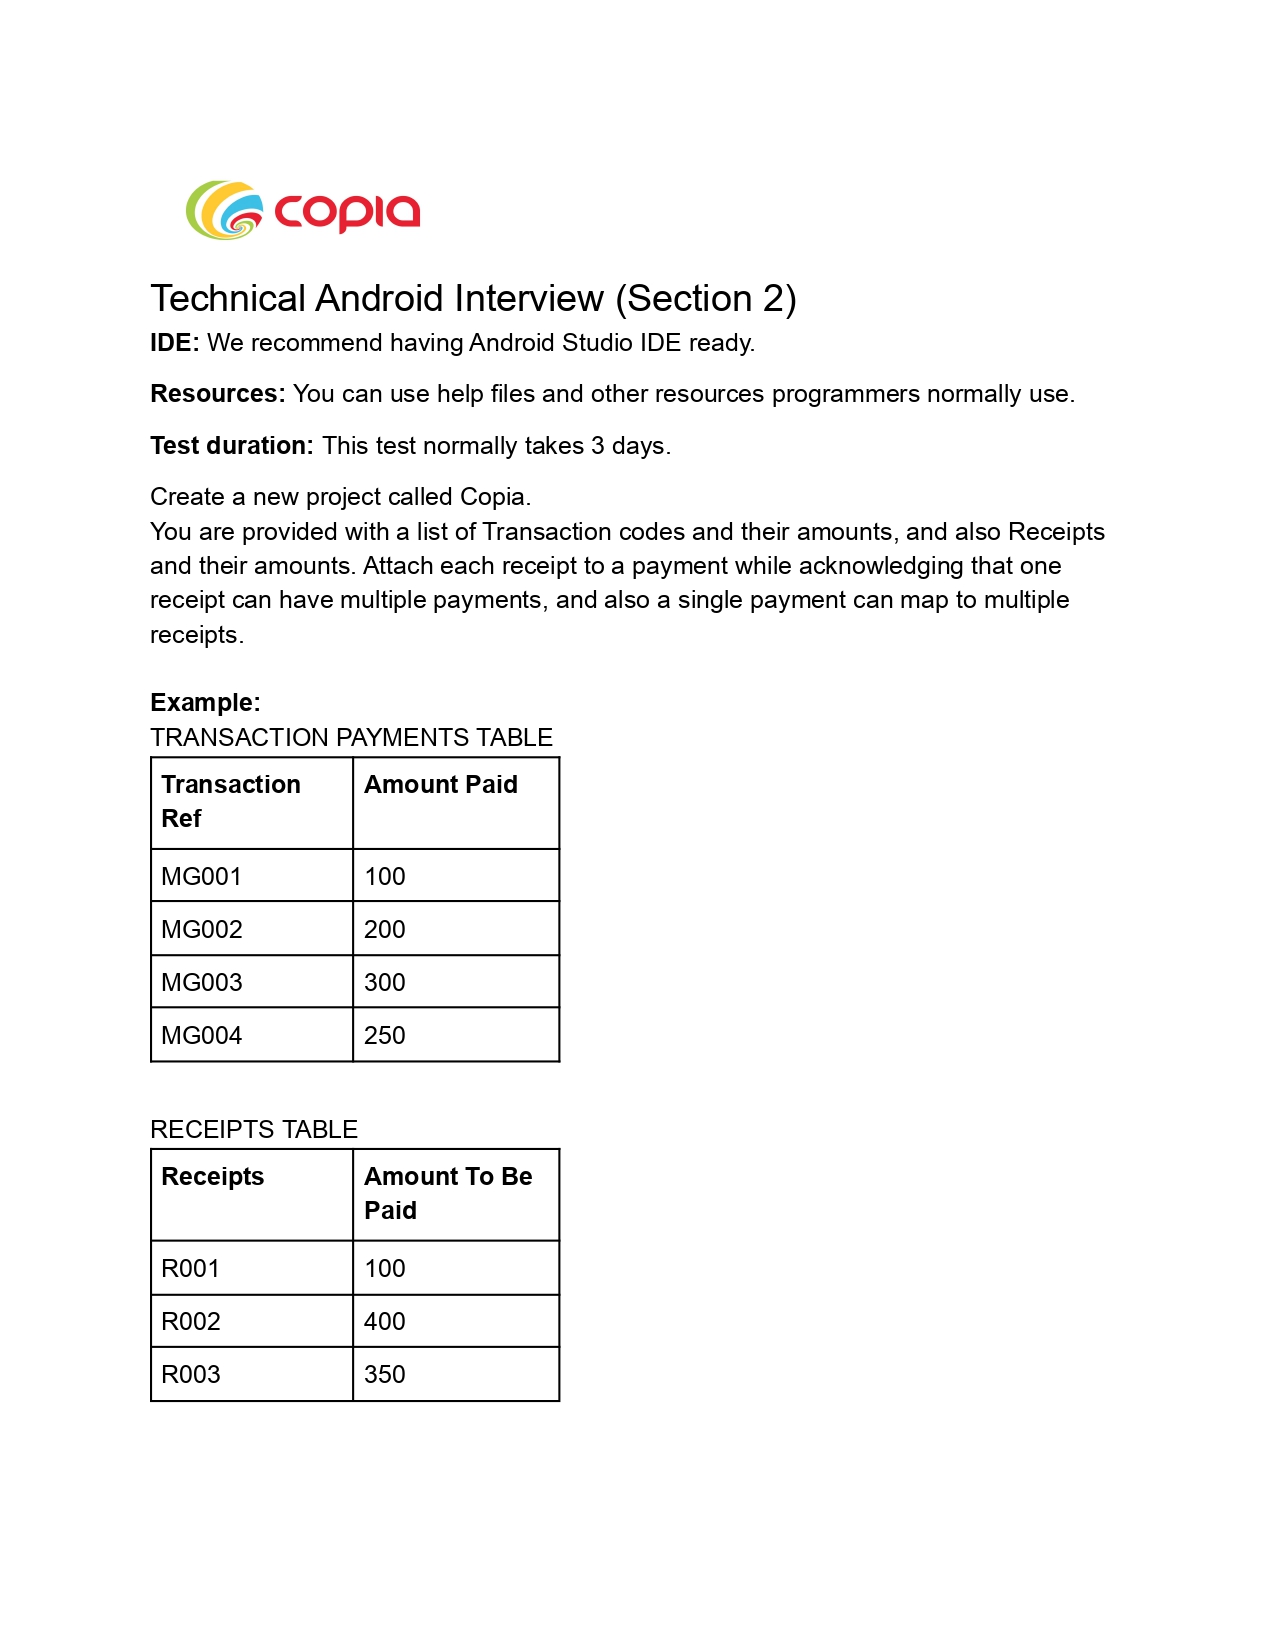 copia
Technical Android Interview (Section 2)
IDE: We recommend having Android Studio IDE ready.
Resources: You can use help files and other resources programmers normally use.
Test duration: This test normally takes 3 days.
Create a new project called Copia.
You are provided with a list of Transaction codes and their amounts, and also Receipts
and their amounts. Attach each receipt to a payment while acknowledging that one
receipt can have multiple payments, and also a single payment can map to multiple
receipts.
Example:
TRANSACTION PAYMENTS TABLE
Transaction Ref Amount Paid
MG001 100
MG002 200
MG003 300
MG004 250
RECEIPTS TABLE
Receipts Amount To Be Paid
R001 100
R002 400
R003 350